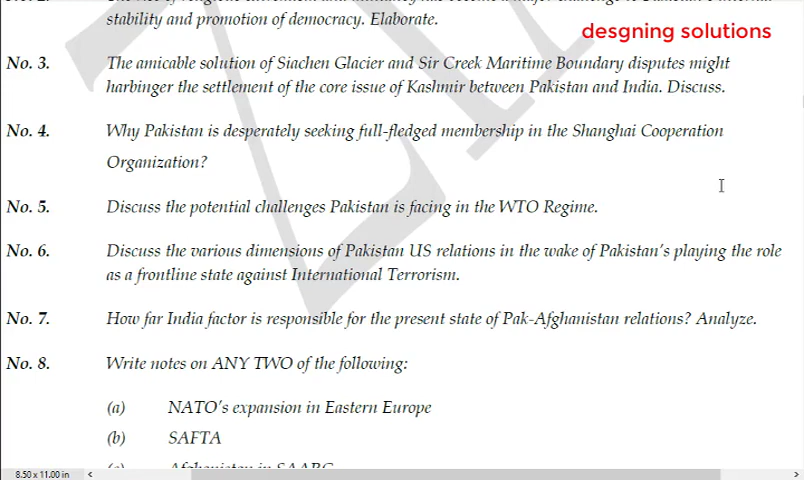 desgning solutions
stability and promotion of democracy. Elaborate.
No. 3. The amicable solution of Siachen Glacier and Sir Creek Maritime Boundary disputes might
harbinger the settlement of the core issue of Kashmir between Pakistan and India. Discuss.
No. 4. Why Pakistan is desperately seeking full-fledged membership in the Shanghai Cooperation
Organization?
No. 5. Discuss the potential challenges Pakistan is facing in the WTO Regime.
No. 6. Discuss the various dimensions of Pakistan US relations in the wake of Pakistan's playing the role
as a frontline state against International Terrorism.
No. 7. How far India factor is responsible for the present state of Pak-Afghanistan relations? Analyze.
No. 8. Write notes on ANY TWO of the following:
(a) NATO's expansion in Eastern Europe
(b) SAFTA
Afghanistan in SAARC
8.50 x 11.00 in